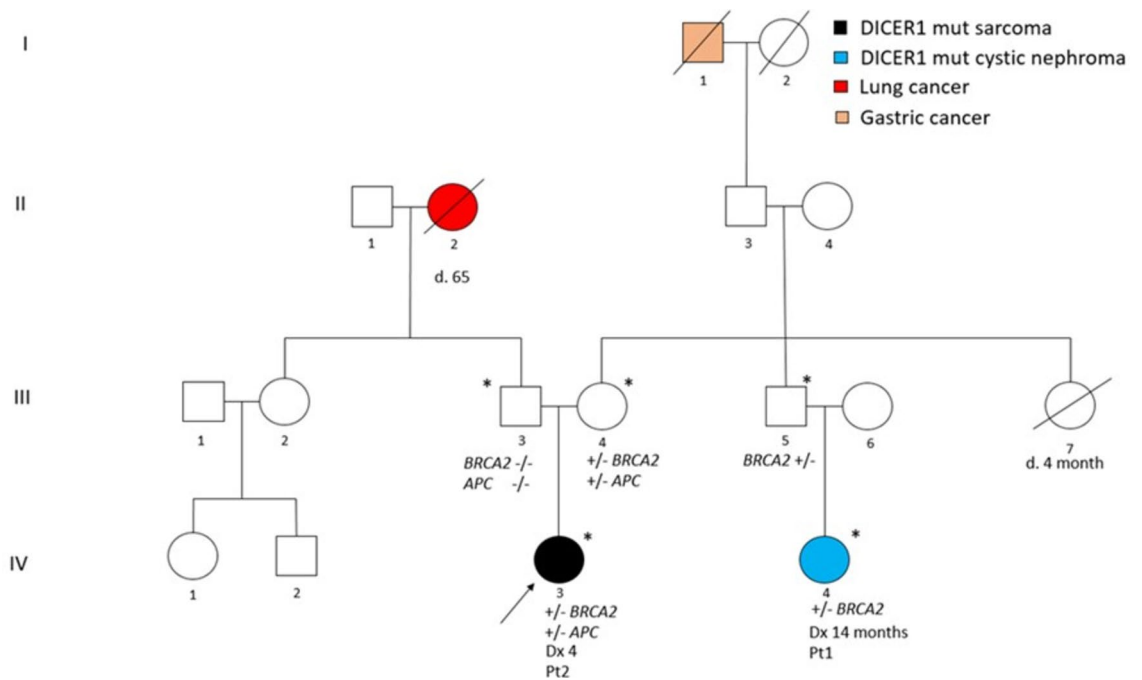 I
DICER1 mut sarcoma
DICER1 mut cystic nephroma
Lung cancer
Gastric cancer
1 2
II
1 2 3 4
d. 65
III
* * *
1 2 3 4 5 6 7
BRCA2 -/- +/- BRCA2 BRCA2 +/- d. 4 month
APC -/- +/- APC
IV
* *
1 2 3 4
+/- BRCA2 +/- BRCA2
+/- APC Dx 14 months
Dx 4 Pt1
Pt2